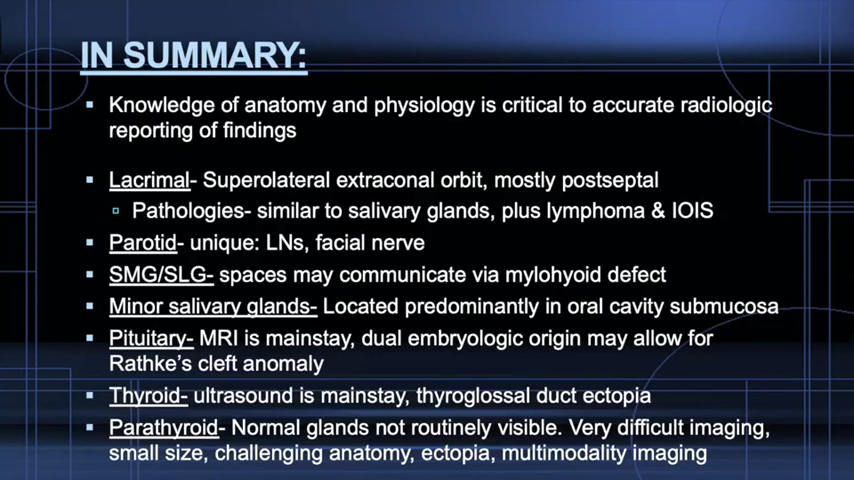 IN SUMMARY:
▪ Knowledge of anatomy and physiology is critical to accurate radiologic
reporting of findings
▪ Lacrimal- Superolateral extraconal orbit, mostly postseptal
▫ Pathologies- similar to salivary glands, plus lymphoma & IOIS
▪ Parotid- unique: LNs, facial nerve
▪ SMG/SLG- spaces may communicate via mylohyoid defect
▪ Minor salivary glands- Located predominantly in oral cavity submucosa
▪ Pituitary- MRI is mainstay, dual embryologic origin may allow for
Rathke's cleft anomaly
▪ Thyroid- ultrasound is mainstay, thyroglossal duct ectopia
▪ Parathyroid- Normal glands not routinely visible. Very difficult imaging,
small size, challenging anatomy, ectopia, multimodality imaging